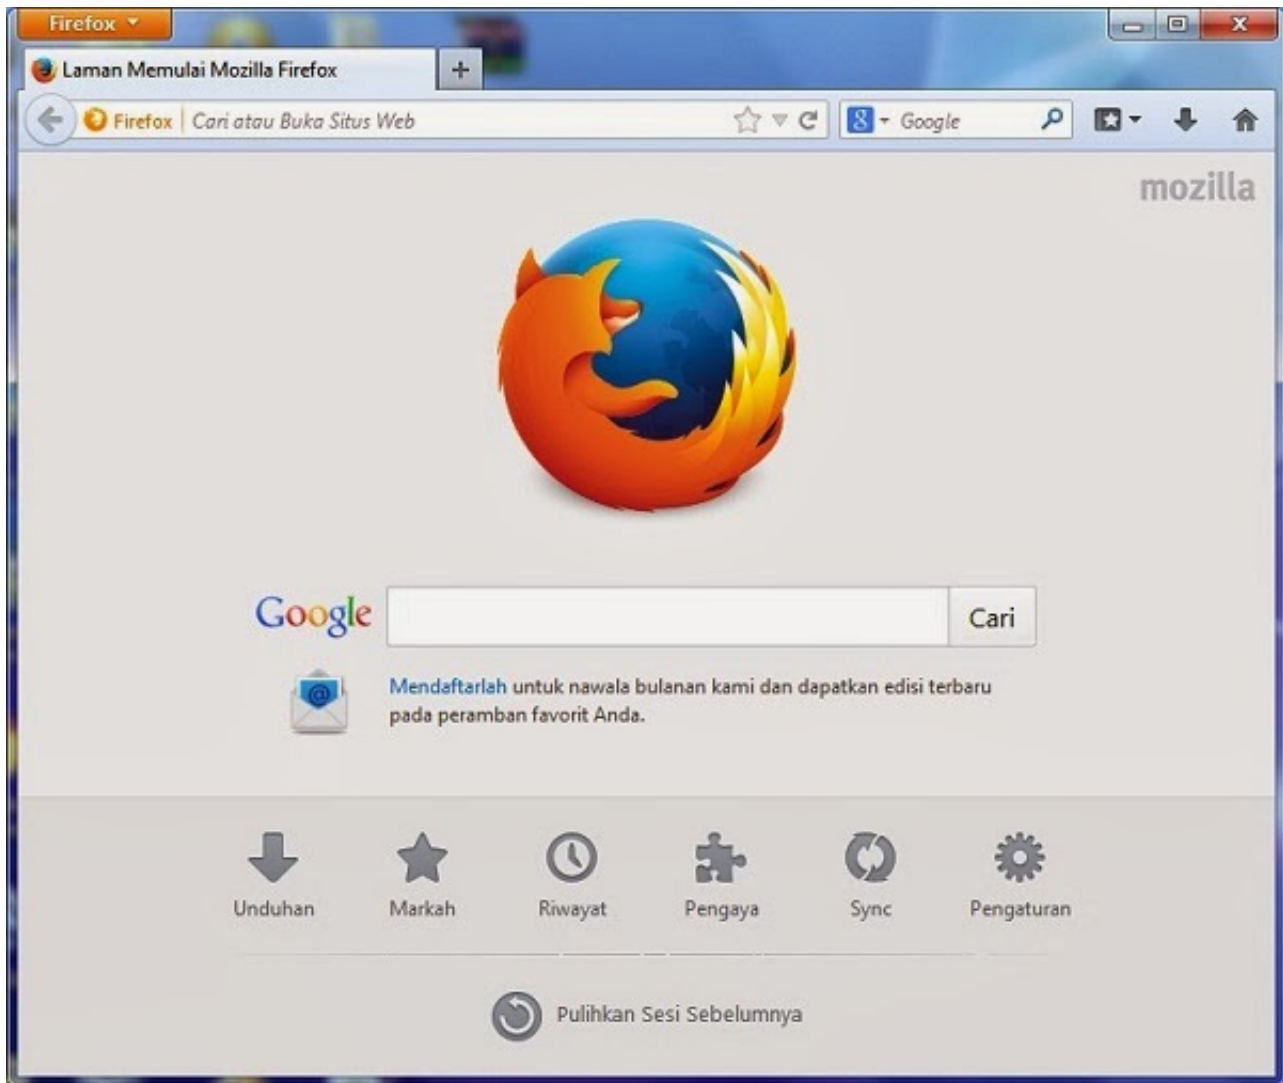 Firefox
Laman Memulai Mozilla Firefox
Firefox Cari atau Buka Situs Web
Google
mozilla
Google
Cari
Mendaftarlah untuk nawala bulanan kami dan dapatkan edisi terbaru
pada peramban favorit Anda.
Unduhan Markah Riwayat Pengaya Sync Pengaturan
Pulihkan Sesi Sebelumnya